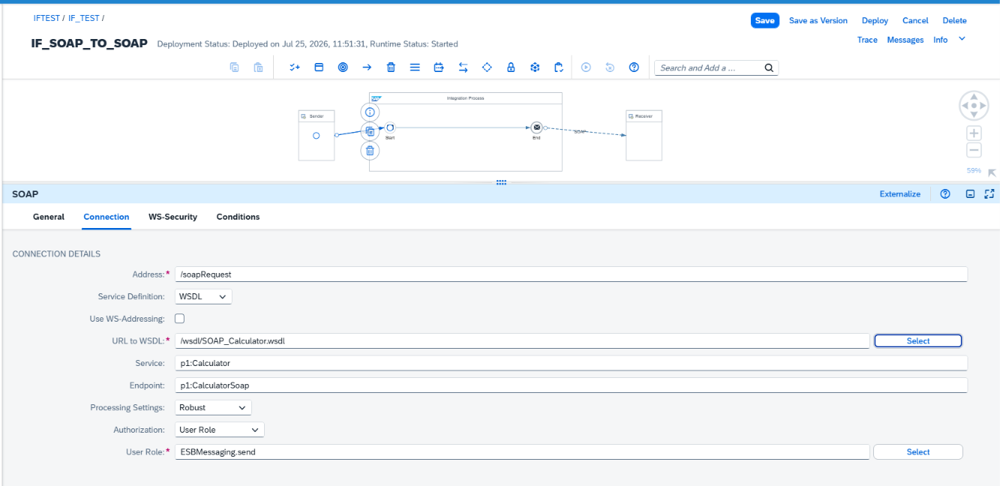 IFTEST / IF_TEST /
Save Save as Version Deploy Cancel Delete
IF_SOAP_TO_SOAP Deployment Status: Deployed on Jul 25, 2026, 11:51:31, Runtime Status: Started
Trace Messages Info
Search and Add a ...
SAP Integration Process
Sender
Receiver
Start
End
SOAP
59%
SOAP
Externalize
General Connection WS-Security Conditions
CONNECTION DETAILS
Address:* /soapRequest
Service Definition: WSDL
Use WS-Addressing:
URL to WSDL:* /wsdl/SOAP_Calculator.wsdl Select
Service: p1:Calculator
Endpoint: p1:CalculatorSoap
Processing Settings: Robust
Authorization: User Role
User Role:* ESBMessaging.send Select